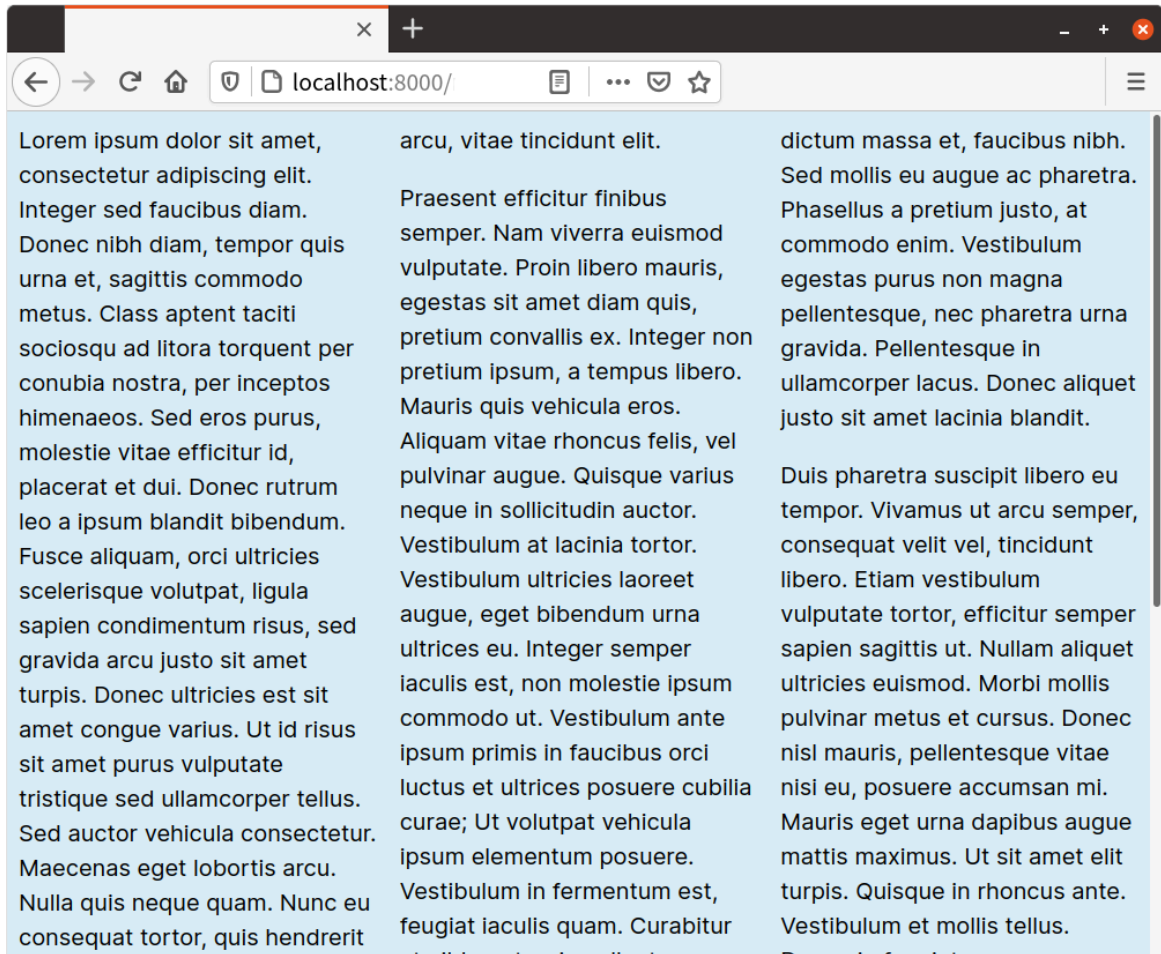 localhost:8000/
Lorem ipsum dolor sit amet,
consectetur adipiscing elit.
Integer sed faucibus diam.
Donec nibh diam, tempor quis
urna et, sagittis commodo
metus. Class aptent taciti
sociosqu ad litora torquent per
conubia nostra, per inceptos
himenaeos. Sed eros purus,
molestie vitae efficitur id,
placerat et dui. Donec rutrum
leo a ipsum blandit bibendum.
Fusce aliquam, orci ultricies
scelerisque volutpat, ligula
sapien condimentum risus, sed
gravida arcu justo sit amet
turpis. Donec ultricies est sit
amet congue varius. Ut id risus
sit amet purus vulputate
tristique sed ullamcorper tellus.
Sed auctor vehicula consectetur.
Maecenas eget lobortis arcu.
Nulla quis neque quam. Nunc eu
consequat tortor, quis hendrerit
arcu, vitae tincidunt elit.
Praesent efficitur finibus
semper. Nam viverra euismod
vulputate. Proin libero mauris,
egestas sit amet diam quis,
pretium convallis ex. Integer non
pretium ipsum, a tempus libero.
Mauris quis vehicula eros.
Aliquam vitae rhoncus felis, vel
pulvinar augue. Quisque varius
neque in sollicitudin auctor.
Vestibulum at lacinia tortor.
Vestibulum ultricies laoreet
augue, eget bibendum urna
ultrices eu. Integer semper
iaculis est, non molestie ipsum
commodo ut. Vestibulum ante
ipsum primis in faucibus orci
luctus et ultrices posuere cubilia
curae; Ut volutpat vehicula
ipsum elementum posuere.
Vestibulum in fermentum est,
feugiat iaculis quam. Curabitur
dictum massa et, faucibus nibh.
Sed mollis eu augue ac pharetra.
Phasellus a pretium justo, at
commodo enim. Vestibulum
egestas purus non magna
pellentesque, nec pharetra urna
gravida. Pellentesque in
ullamcorper lacus. Donec aliquet
justo sit amet lacinia blandit.
Duis pharetra suscipit libero eu
tempor. Vivamus ut arcu semper,
consequat velit vel, tincidunt
libero. Etiam vestibulum
vulputate tortor, efficitur semper
sapien sagittis ut. Nullam aliquet
ultricies euismod. Morbi mollis
pulvinar metus et cursus. Donec
nisl mauris, pellentesque vitae
nisi eu, posuere accumsan mi.
Mauris eget urna dapibus augue
mattis maximus. Ut sit amet elit
turpis. Quisque in rhoncus ante.
Vestibulum et mollis tellus.